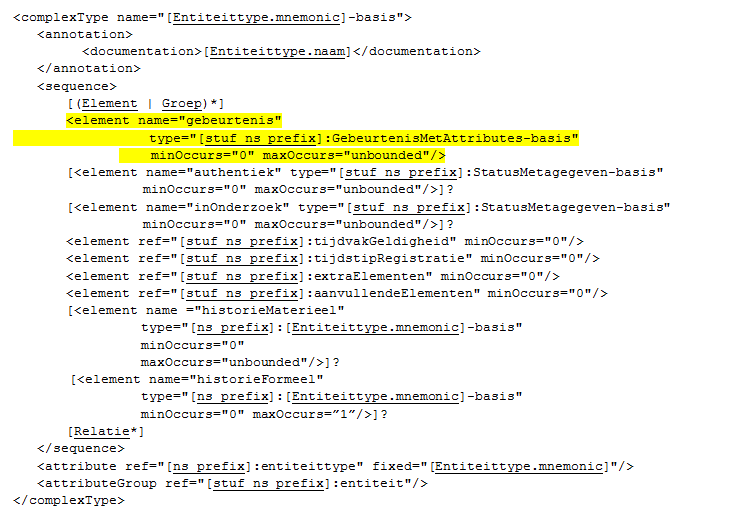 <complexType name="[Entiteittype.mnemonic]-basis">
<annotation>
<documentation>[Entiteittype.naam]</documentation>
</annotation>
<sequence>
[(Element | Groep)*]
<element name="gebeurtenis"
type="[stuf ns prefix]:GebeurtenisMetAttributes-basis"
minOccurs="0" maxOccurs="unbounded"/>
[<element name="authentiek" type="[stuf ns prefix]:StatusMetagegeven-basis"
minOccurs="0" maxOccurs="unbounded"/>]?
[<element name="inOnderzoek" type="[stuf ns prefix]:StatusMetagegeven-basis"
minOccurs="0" maxOccurs="unbounded"/>]?
<element ref="[stuf ns prefix]:tijdvakGeldigheid" minOccurs="0"/>
<element ref="[stuf ns prefix]:tijdstipRegistratie" minOccurs="0"/>
<element ref="[stuf ns prefix]:extraElementen" minOccurs="0"/>
<element ref="[stuf ns prefix]:aanvullendeElementen" minOccurs="0"/>
[<element name ="historieMaterieel"
type="[ns prefix]:[Entiteittype.mnemonic]-basis"
minOccurs="0"
maxOccurs="unbounded"/>]?
[<element name="historieFormeel"
type="[ns prefix]:[Entiteittype.mnemonic]-basis"
minOccurs="0" maxOccurs=”1”/>]?
[Relatie*]
</sequence>
<attribute ref="[ns prefix]:entiteittype" fixed="[Entiteittype.mnemonic]"/>
<attributeGroup ref="[stuf ns prefix]:entiteit"/>
</complexType>